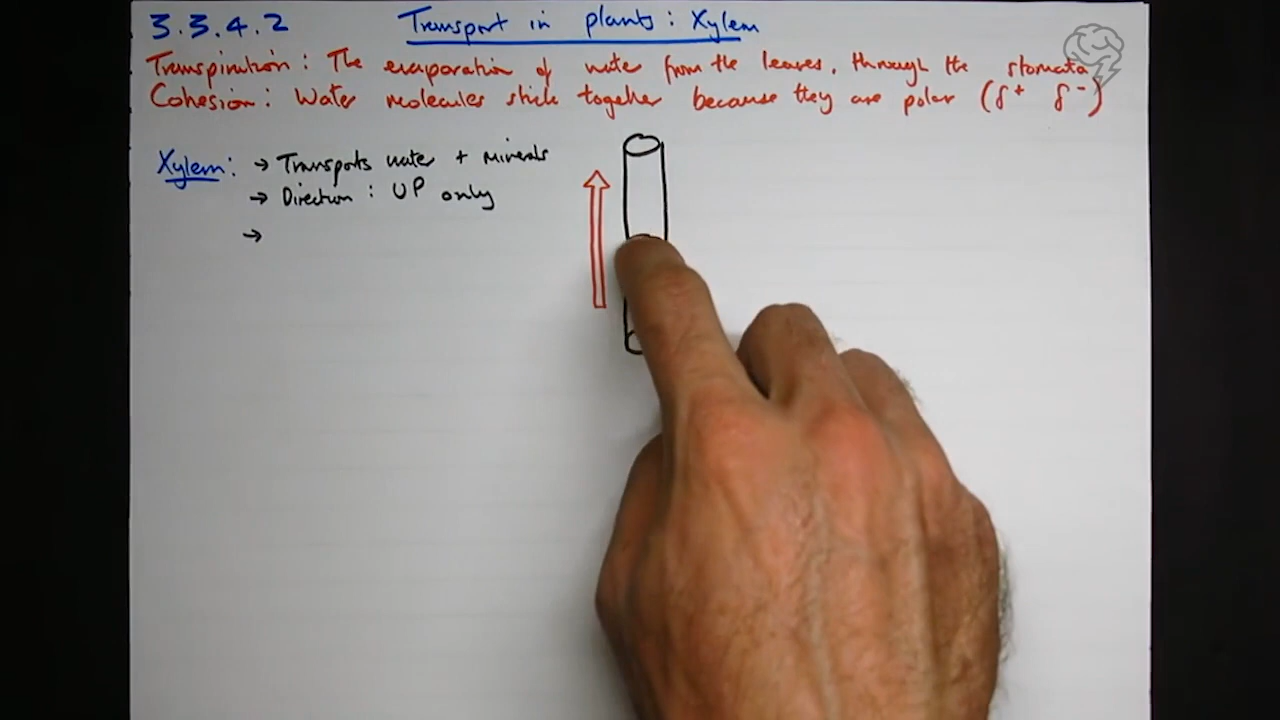 3.3.4.2 Transport in plants: Xylem
Transpiration: The evaporation of water from the leaves, through the stomata
Cohesion: Water molecules stick together because they are polar (δ+ δ-)
Xylem: → Transports water + minerals
→ Direction: UP only
→